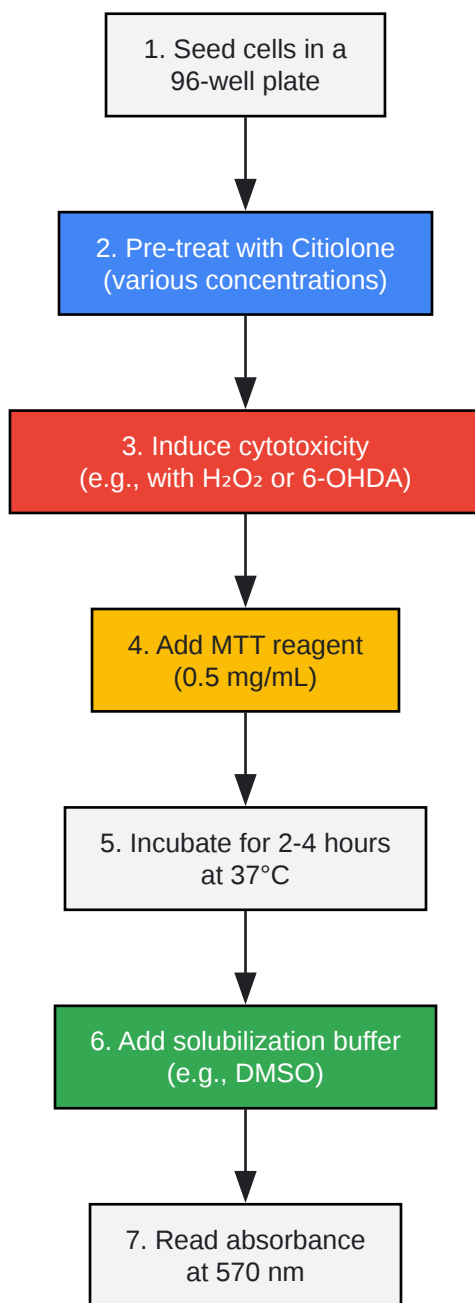 1. Seed cells in a
96-well plate
2. Pre-treat with Citiolone
(various concentrations)
3. Induce cytotoxicity
(e.g., with H₂O₂ or 6-OHDA)
4. Add MTT reagent
(0.5 mg/mL)
5. Incubate for 2-4 hours
at 37°C
6. Add solubilization buffer
(e.g., DMSO)
7. Read absorbance
at 570 nm